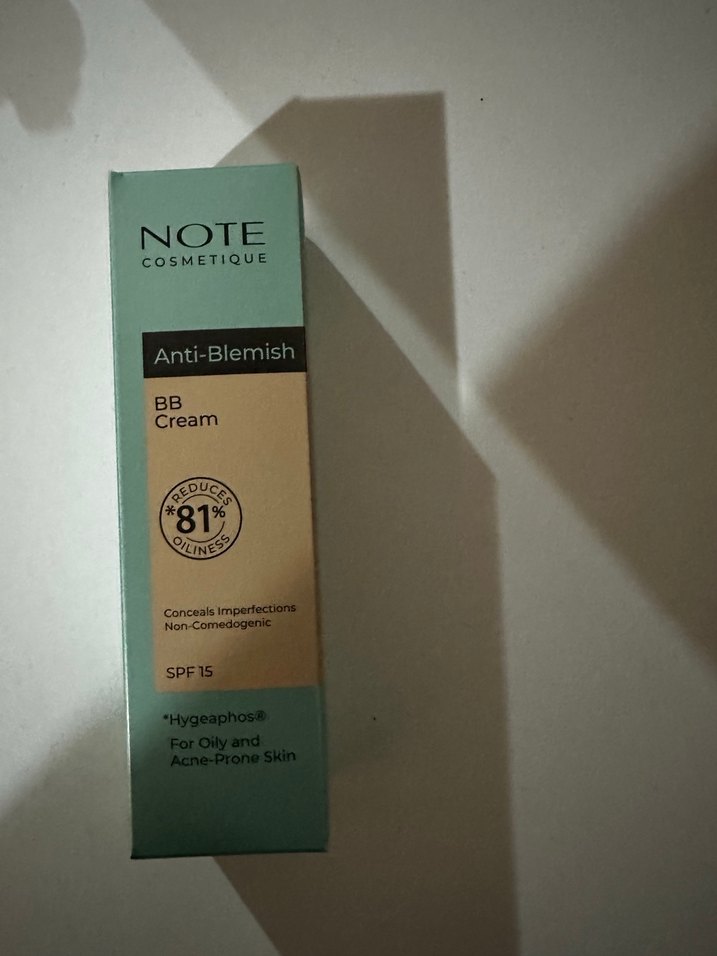 NOTE
COSMETIQUE
Anti-Blemish
BB
Cream
REDUCES
*81%
OILINESS
Conceals Imperfections
Non-Comedogenic
SPF 15
*Hygeaphos®
For Oily and
Acne-Prone Skin